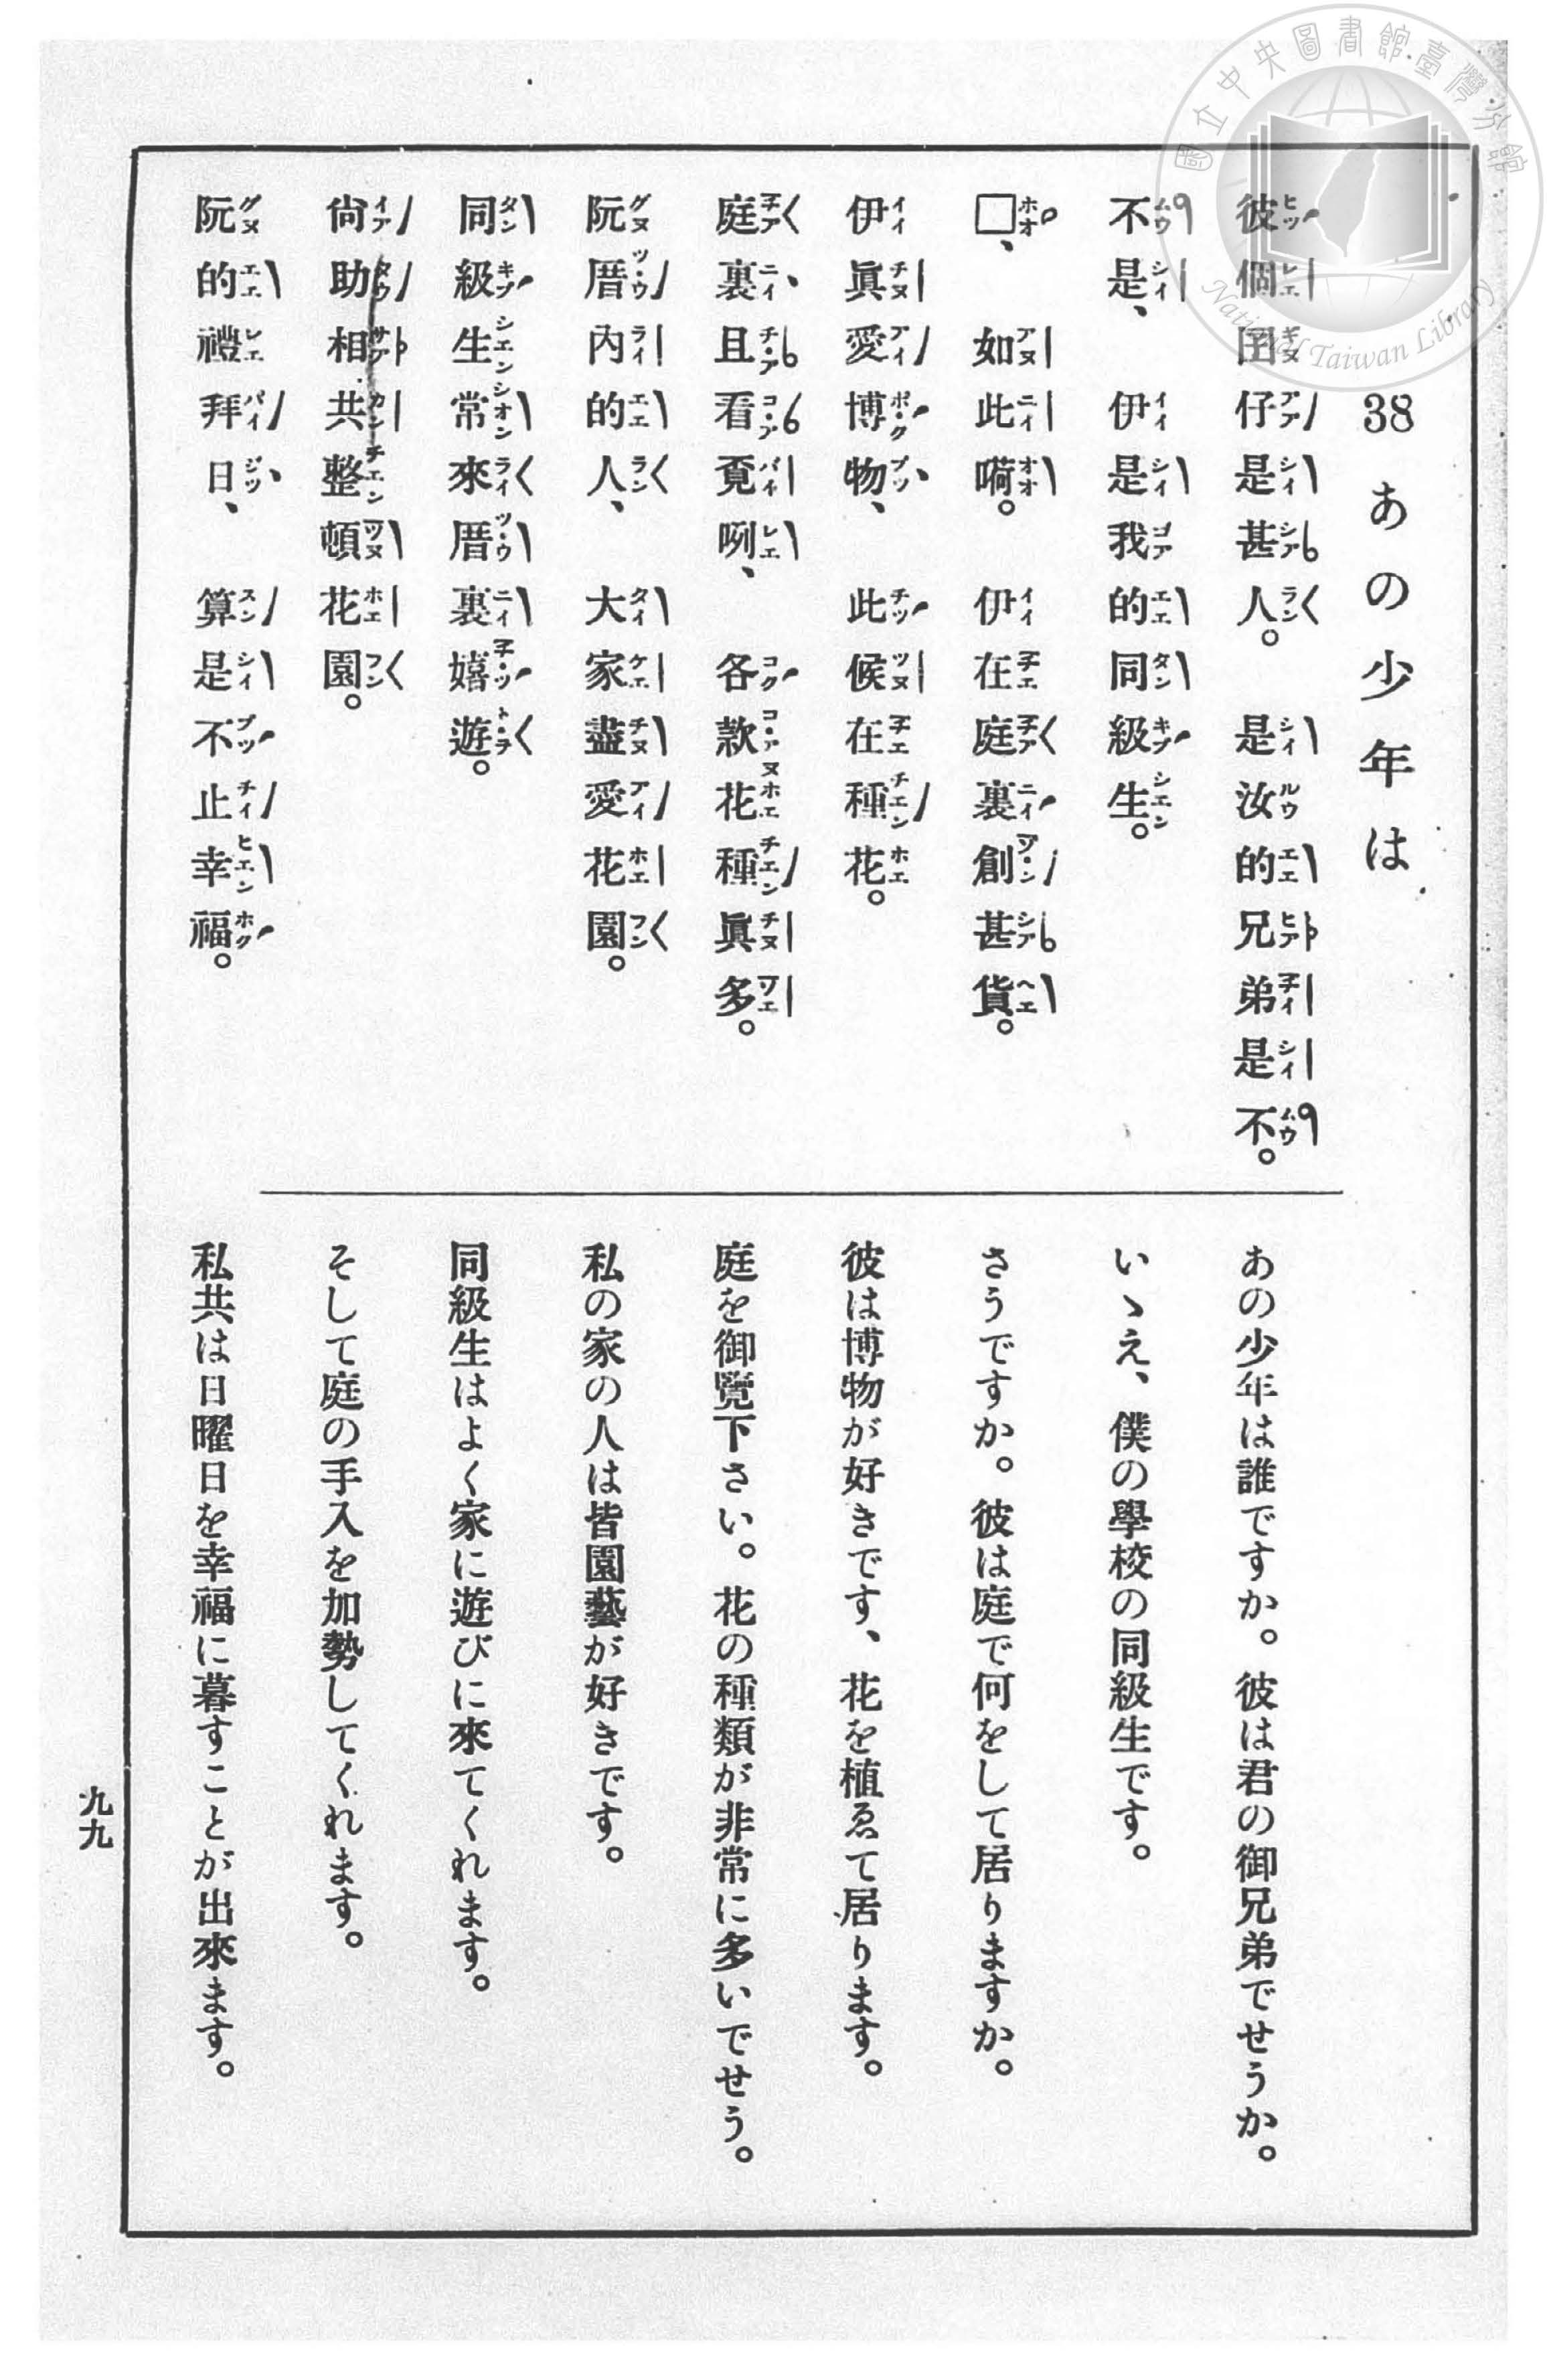 國立中央圖書館・臺灣分館
National Taiwan Library
38 あの少年は
彼個囝仔是甚人。是汝的兄弟是不。
不是、伊是我的同級生。
□、如此嗬。伊在庭裏創甚貨。
伊眞愛博物、此候在種花。
庭裏且看覔咧、各款花種眞多。
阮厝內的人、大家盡愛花園。
同級生常來厝裏嬉遊。
尙助相共整頓花園。
阮的禮拜日、算是不止幸福。
あの少年は誰ですか。彼は君の御兄弟でせうか。
いゝえ、僕の學校の同級生です。
さうですか。彼は庭で何をして居りますか。
彼は博物が好きです、花を植ゑて居ります。
庭を御覽下さい。花の種類が非常に多いでせう。
私の家の人は皆園藝が好きです。
同級生はよく家に遊びに來てくれます。
そして庭の手入を加勢してくれます。
私共は日曜日を幸福に暮すことが出來ます。
九九